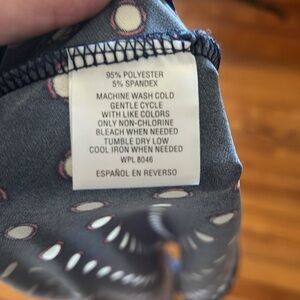 95% POLYESTER
5% SPANDEX
MACHINE WASH COLD
GENTLE CYCLE
WITH LIKE COLORS
ONLY NON-CHLORINE
BLEACH WHEN NEEDED
TUMBLE DRY LOW
COOL IRON WHEN NEEDED
WPL 8046
ESPAÑOL EN REVERSO